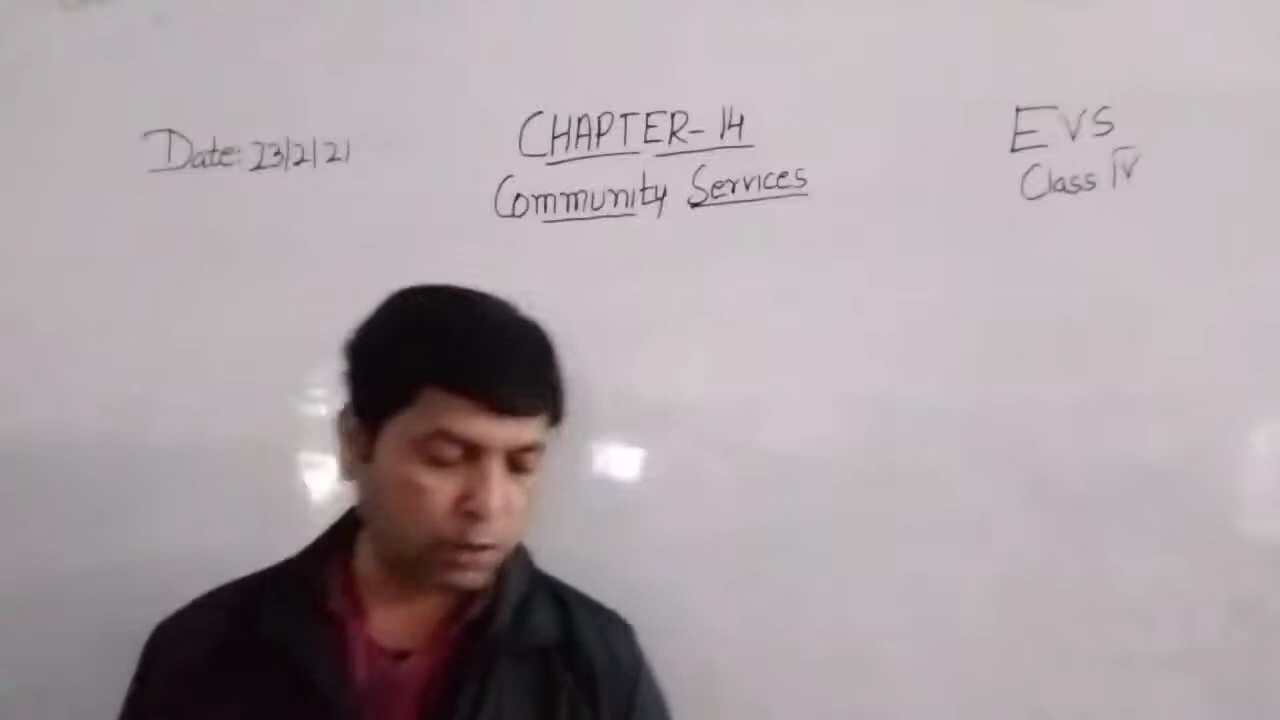 Date: 23/2/21
CHAPTER-14
Community Services
EVS
Class IV